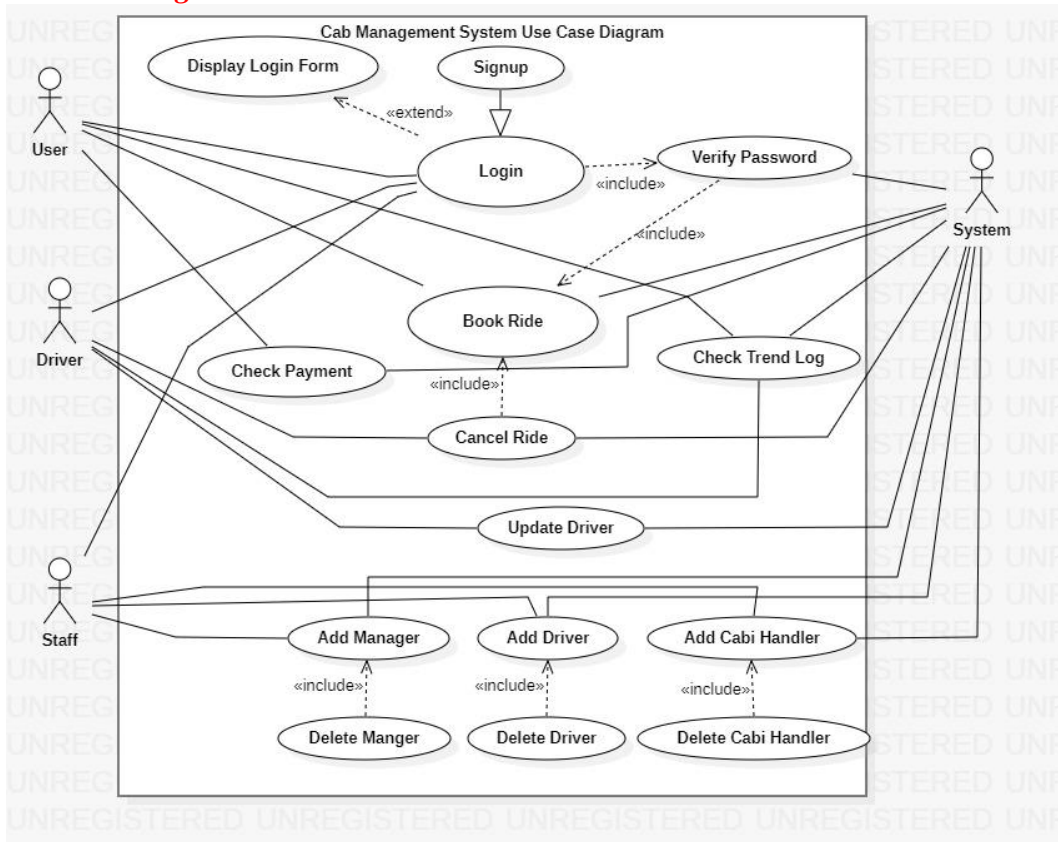 Cab Management System Use Case Diagram
Display Login Form
Signup
«extend»
User
Login
Verify Password
«include»
System
«include»
Book Ride
Driver
Check Payment
Check Trend Log
«include»
Cancel Ride
Update Driver
Staff
Add Manager
Add Driver
Add Cabi Handler
«include»
«include»
«include»
Delete Manger
Delete Driver
Delete Cabi Handler
UNREGISTERED UNREGISTERED UNREGISTERED UNREGISTERED UNR